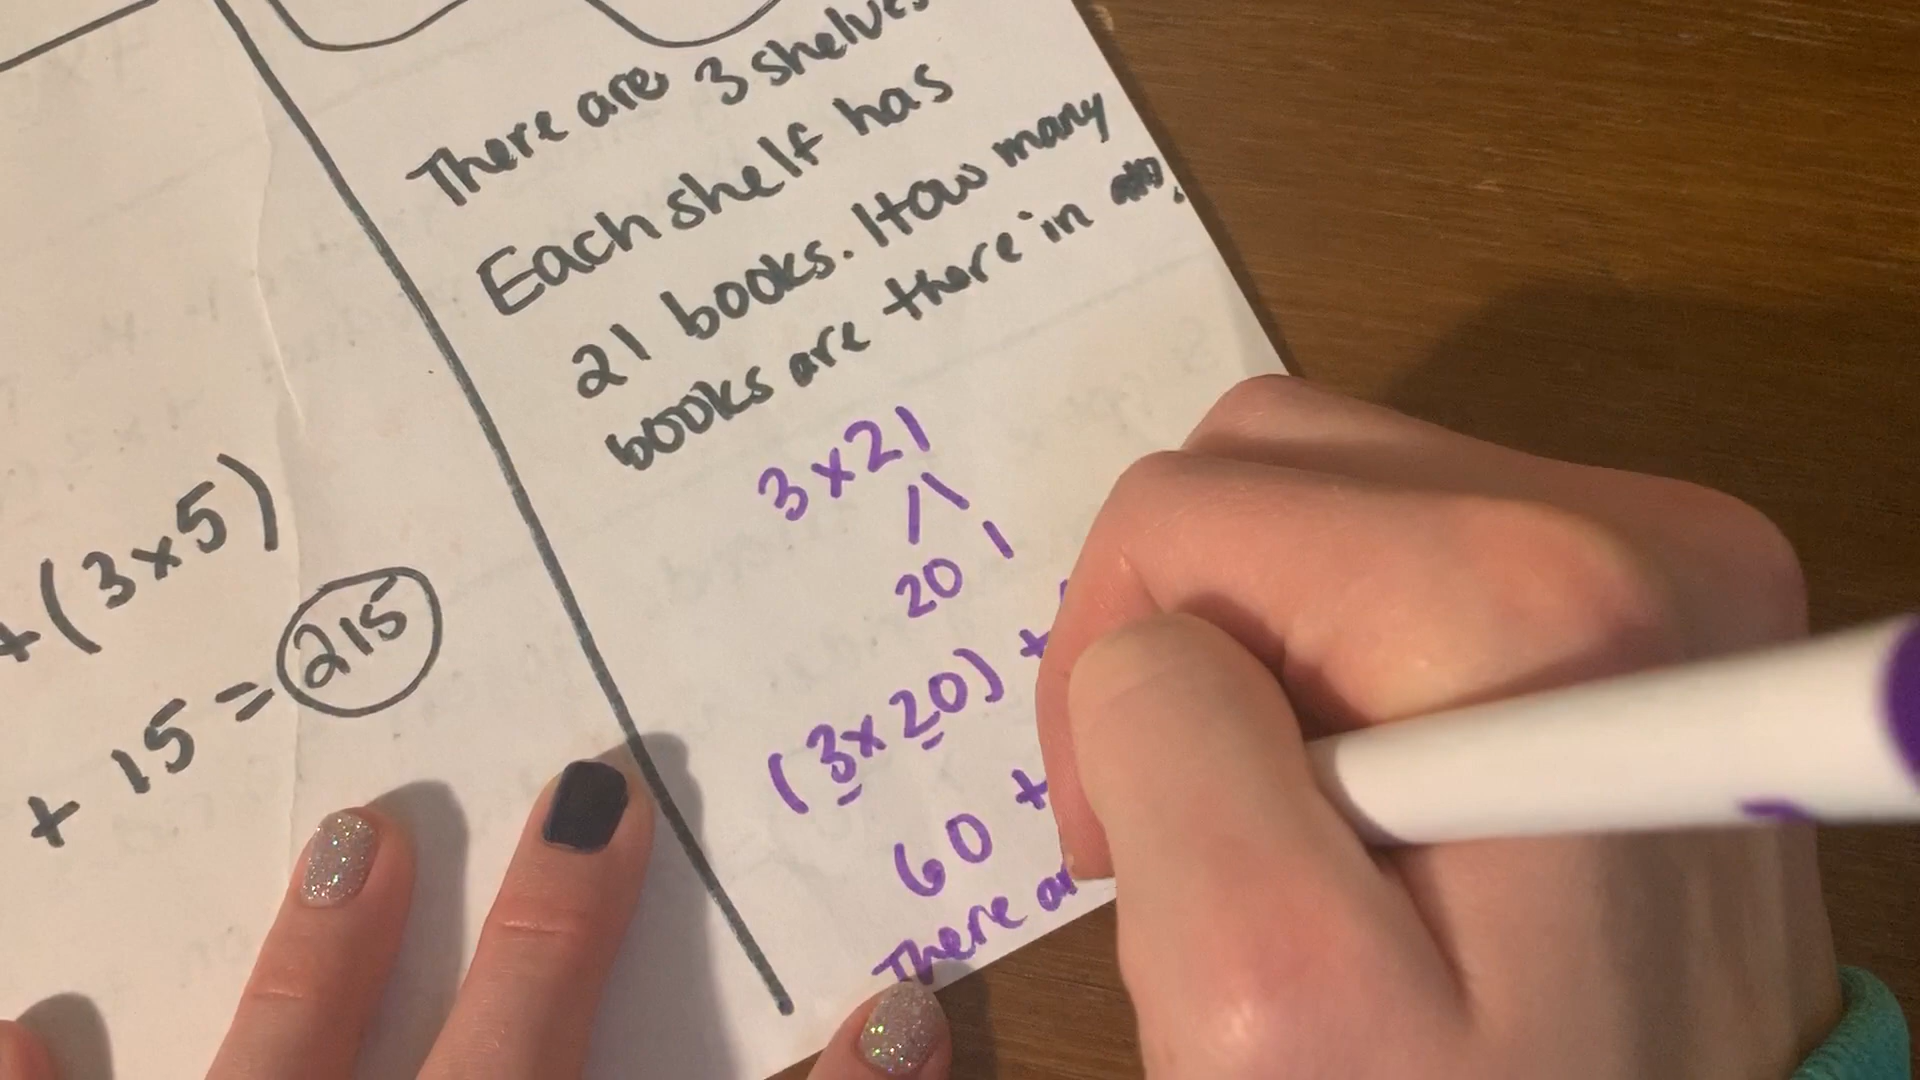 + (3x5)
+ 15 = 215
There are 3 shelves
Each shelf has
21 books. How many
books are there in
3x21
20 1
(3x20) +
60 +
There ar